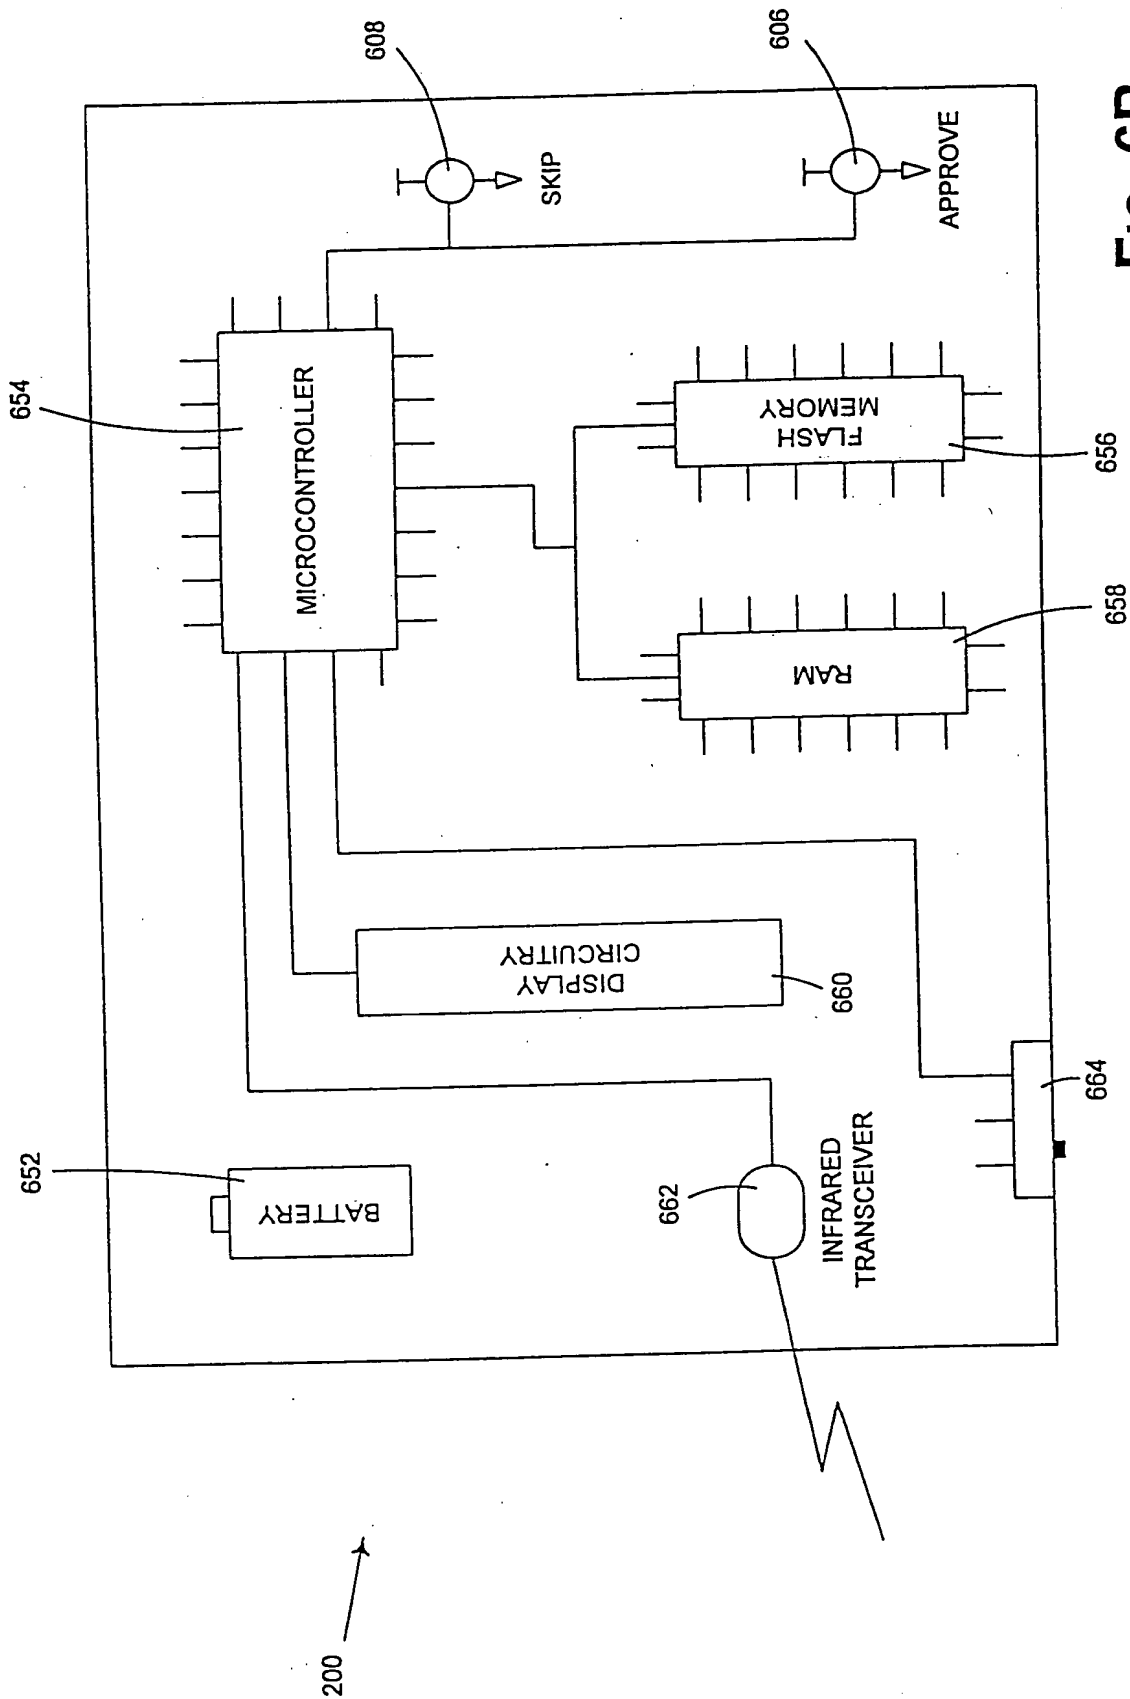 654
652
200
608
BATTERY
MICROCONTROLLER
SKIP
DISPLAY
CIRCUITRY
660
662
INFRARED
TRANSCEIVER
606
RAM
658
FLASH
MEMORY
656
APPROVE
664
FIG.